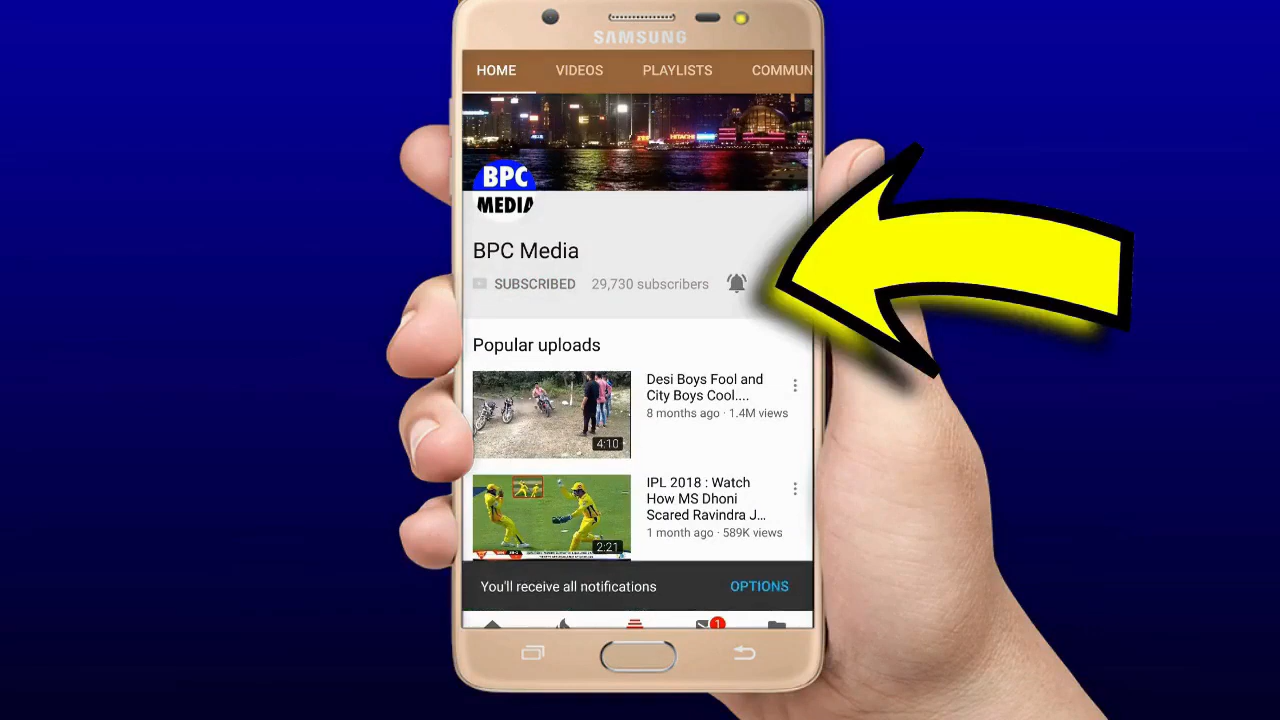 SAMSUNG
HOME VIDEOS PLAYLISTS COMMUN
HITACHI
BPC
MEDIA
BPC Media
SUBSCRIBED 29,730 subscribers
Popular uploads
Desi Boys Fool and
City Boys Cool....
8 months ago · 1.4M views
4:10
IPL 2018 : Watch
How MS Dhoni
Scared Ravindra J...
1 month ago · 589K views
2:21
You'll receive all notifications OPTIONS
1